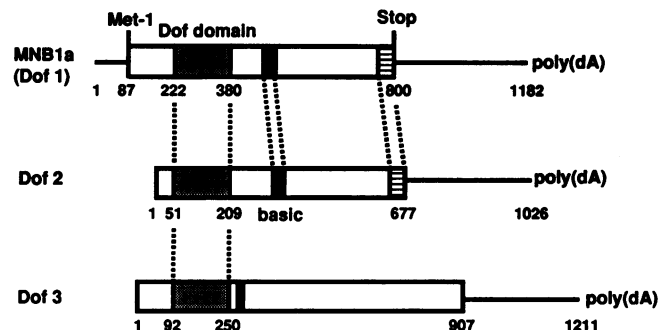 Met-1 Stop
Dof domain
MNB1a
(Dof 1)
poly(dA)
1 87 222 380 800 1182
Dof 2
poly(dA)
1 51 209 basic 677 1026
Dof 3
poly(dA)
1 92 250 907 1211